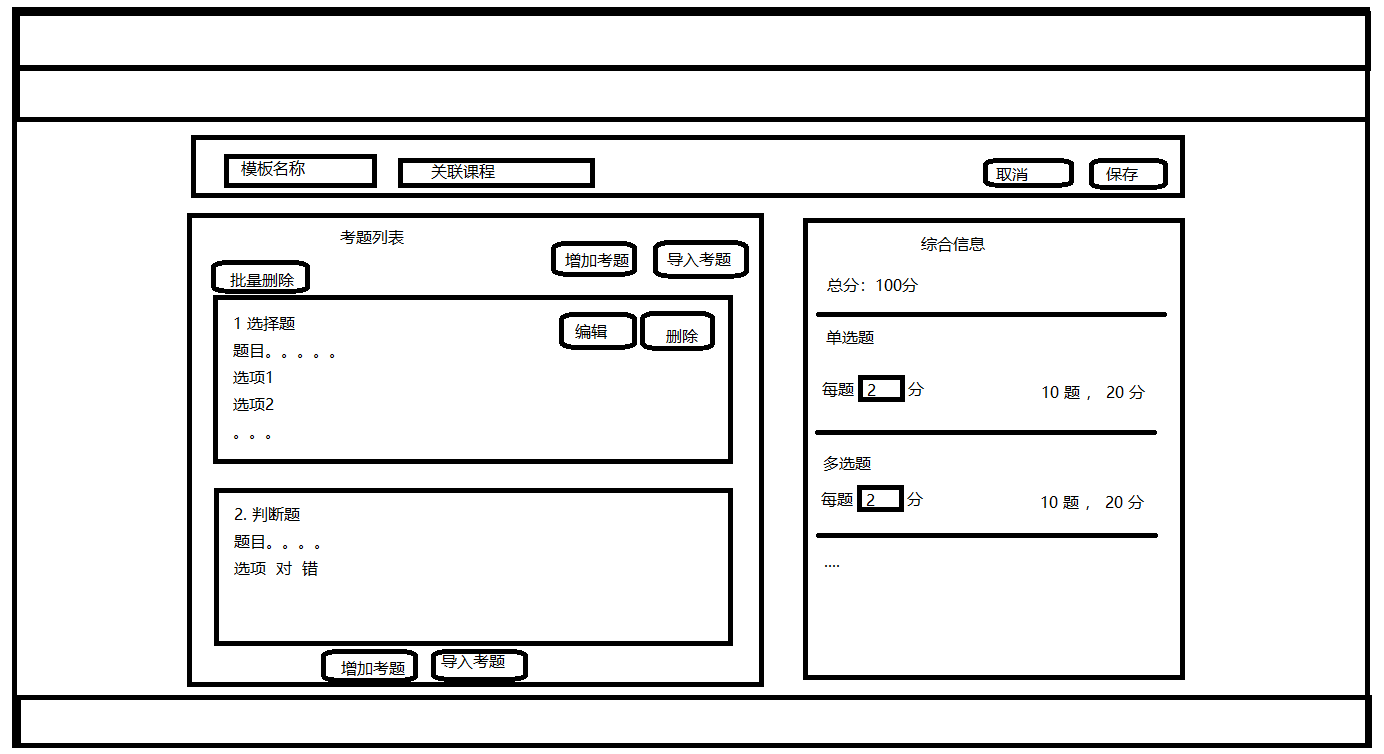 模板名称
关联课程
取消
保存
考题列表
增加考题
导入考题
批量删除
1 选择题
编辑
删除
题目。。。。。
选项1
选项2
。。。
2. 判断题
题目。。。。
选项 对 错
增加考题
导入考题
综合信息
总分：100分
单选题
每题 2 分
10 题 ， 20 分
多选题
每题 2 分
10 题 ， 20 分
....